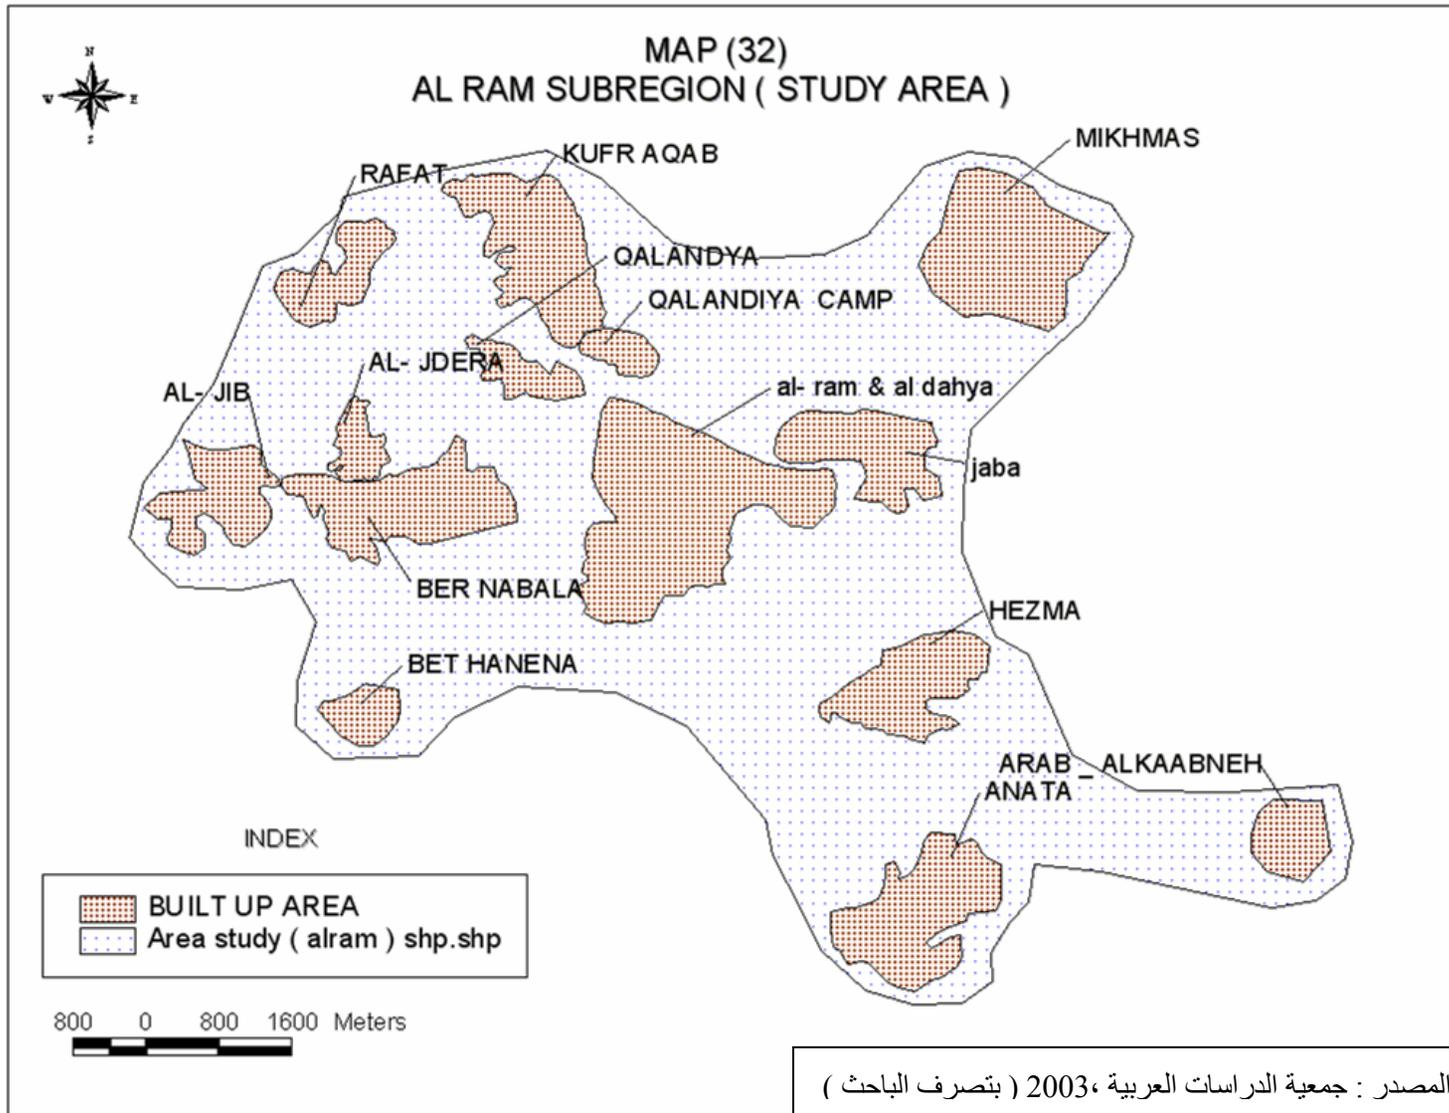 MAP (32)
AL RAM SUBREGION ( STUDY AREA )
N
W E
S
MIKHMAS
KUFR AQAB
RAFAT
QALANDYA
QALANDIYA CAMP
AL- JDERA
AL- JIB
al- ram & al dahya
jaba
BER NABALA
HEZMA
BET HANENA
ARAB _ ALKAABNEH
ANATA
INDEX
BUILT UP AREA
Area study ( alram ) shp.shp
800 0 800 1600 Meters
المصدر : جمعية الدراسات العربية ،2003 ( بتصرف الباحث )